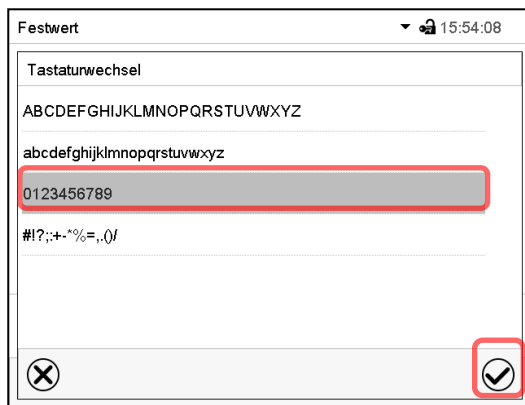 Festwert 15:54:08
Tastaturwechsel
ABCDEFGHIJKLMNOPQRSTUVWXYZ
abcdefghijklmnopqrstuvwxyz
0123456789
#!?;:+-*%=,.()/